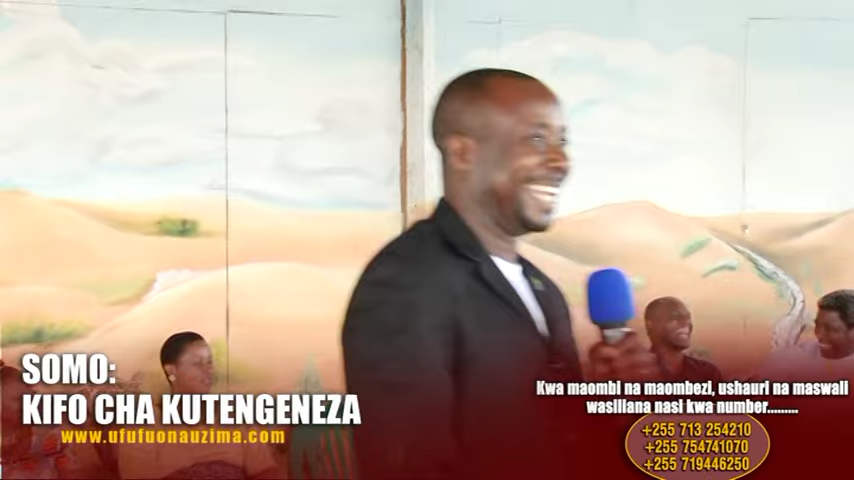 SOMO:
KIFO CHA KUTENGENEZA
www.ufufuonauzima.com
Kwa maombi na maombezi, ushauri na maswali
wasiliana nasi kwa number.........
+255 713 254210
+255 754741070
+255 719446250